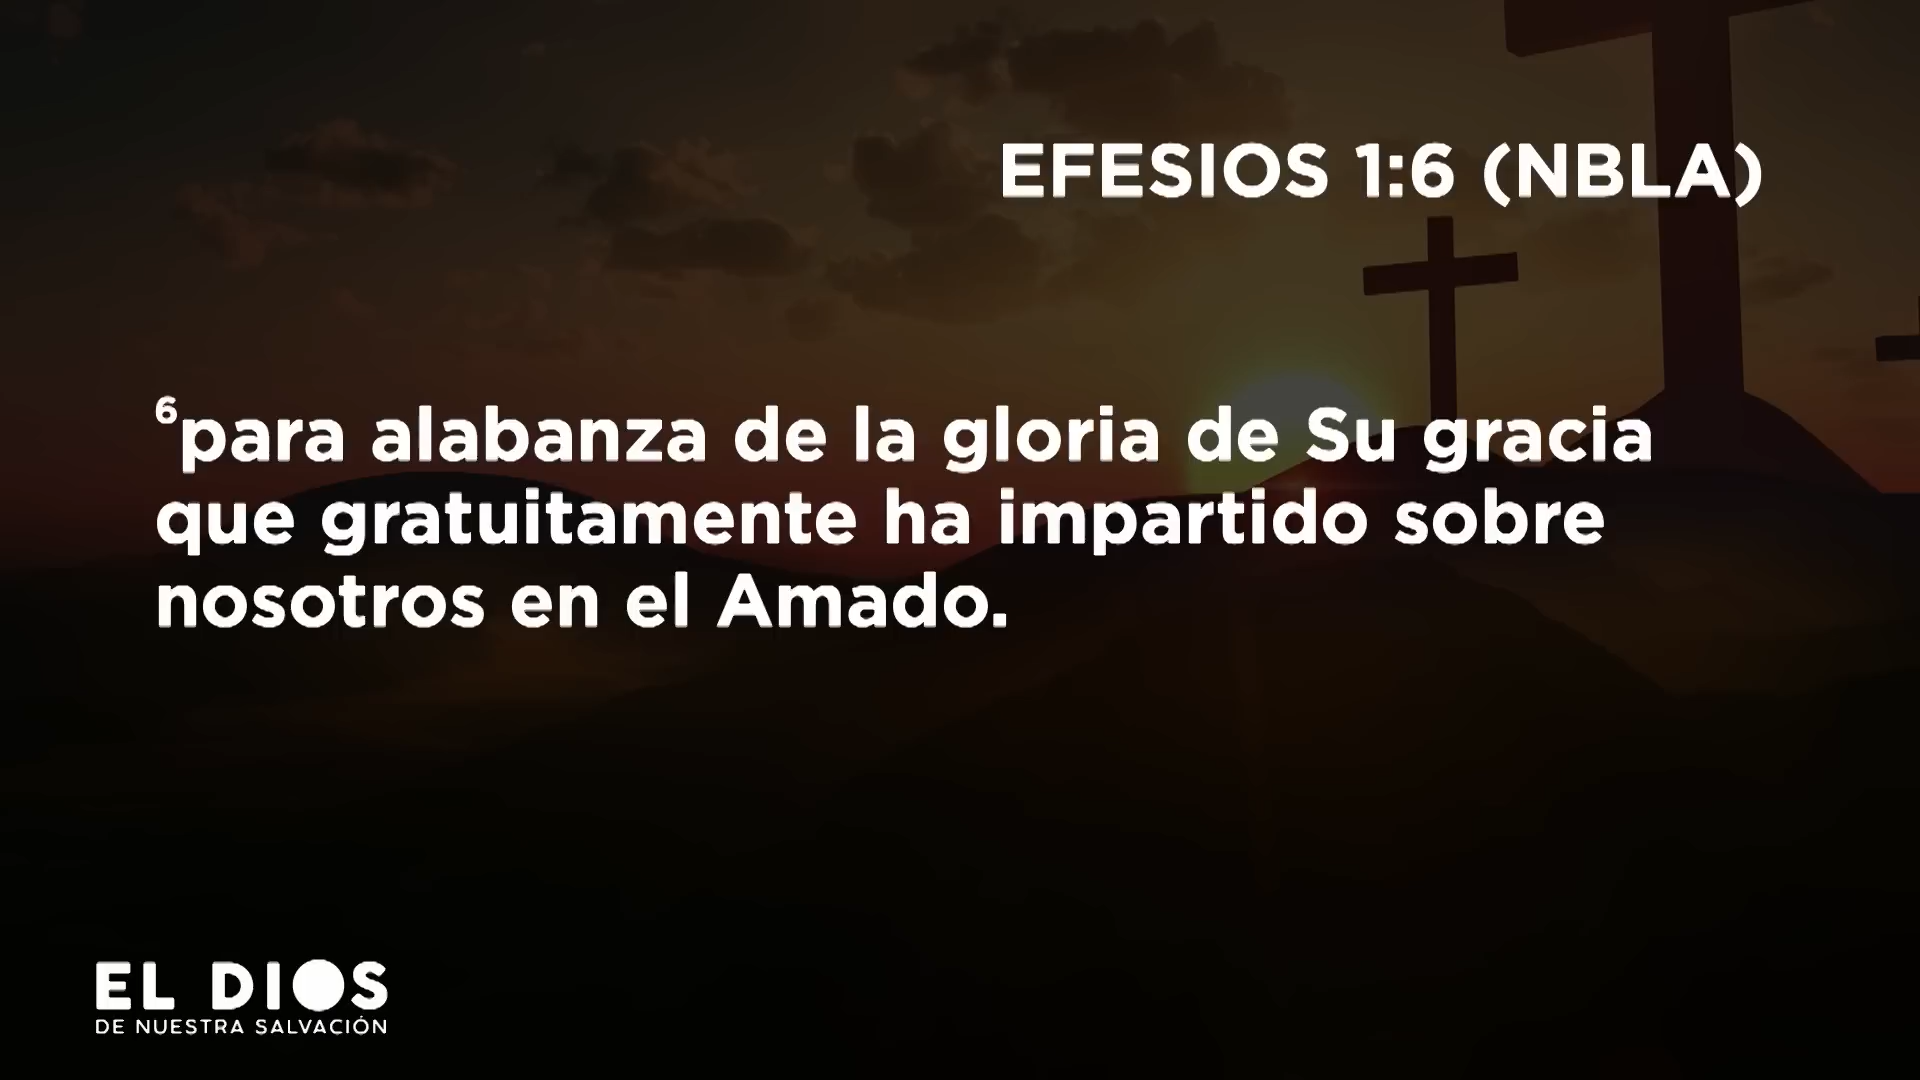 EFESIOS 1:6 (NBLA)
⁶para alabanza de la gloria de Su gracia
que gratuitamente ha impartido sobre
nosotros en el Amado.
EL DIOS
DE NUESTRA SALVACIÓN